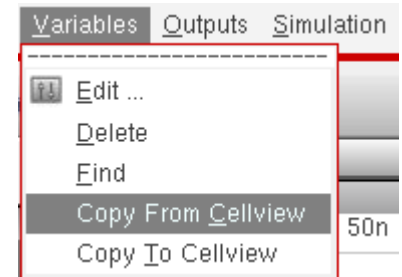 Variables Outputs Simulation
Edit ...
Delete
Find
Copy From Cellview
50n
Copy To Cellview